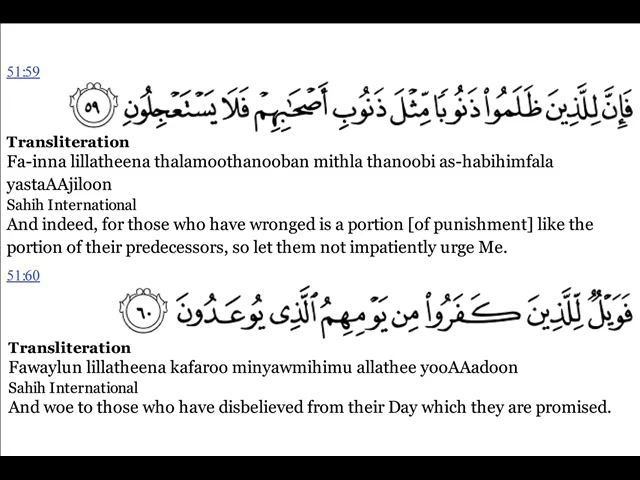 51:59
فَإِنَّ لِلَّذِينَ ظَلَمُوا۟ ذَنُوبًا مِّثْلَ ذَنُوبِ أَصْحَٰبِهِمْ فَلَا يَسْتَعْجِلُونِ ٥٩
Transliteration
Fa-inna lillatheena thalamoothanooban mithla thanoobi as-habihimfala
yastaAAjiloon
Sahih International
And indeed, for those who have wronged is a portion [of punishment] like the
portion of their predecessors, so let them not impatiently urge Me.
51:60
فَوَيْلٌ لِّلَّذِينَ كَفَرُوا۟ مِن يَوْمِهِمُ ٱلَّذِى يُوعَدُونَ ٦٠
Transliteration
Fawaylun lillatheena kafaroo minyawmihimu allathee yooAAadoon
Sahih International
And woe to those who have disbelieved from their Day which they are promised.